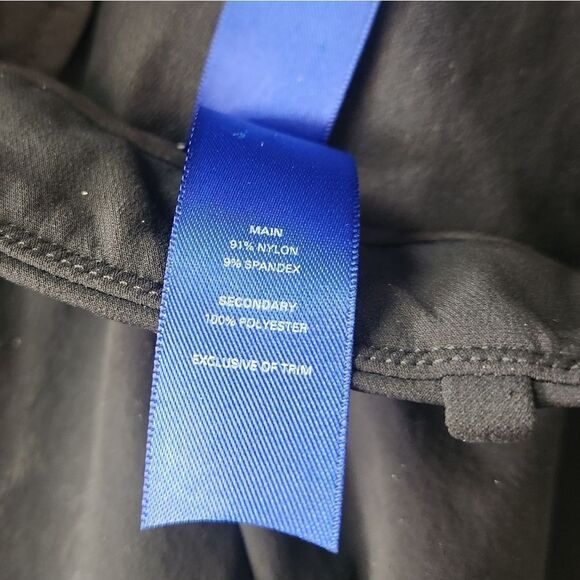 MAIN
91% NYLON
9% SPANDEX
SECONDARY
100% POLYESTER
EXCLUSIVE OF TRIM